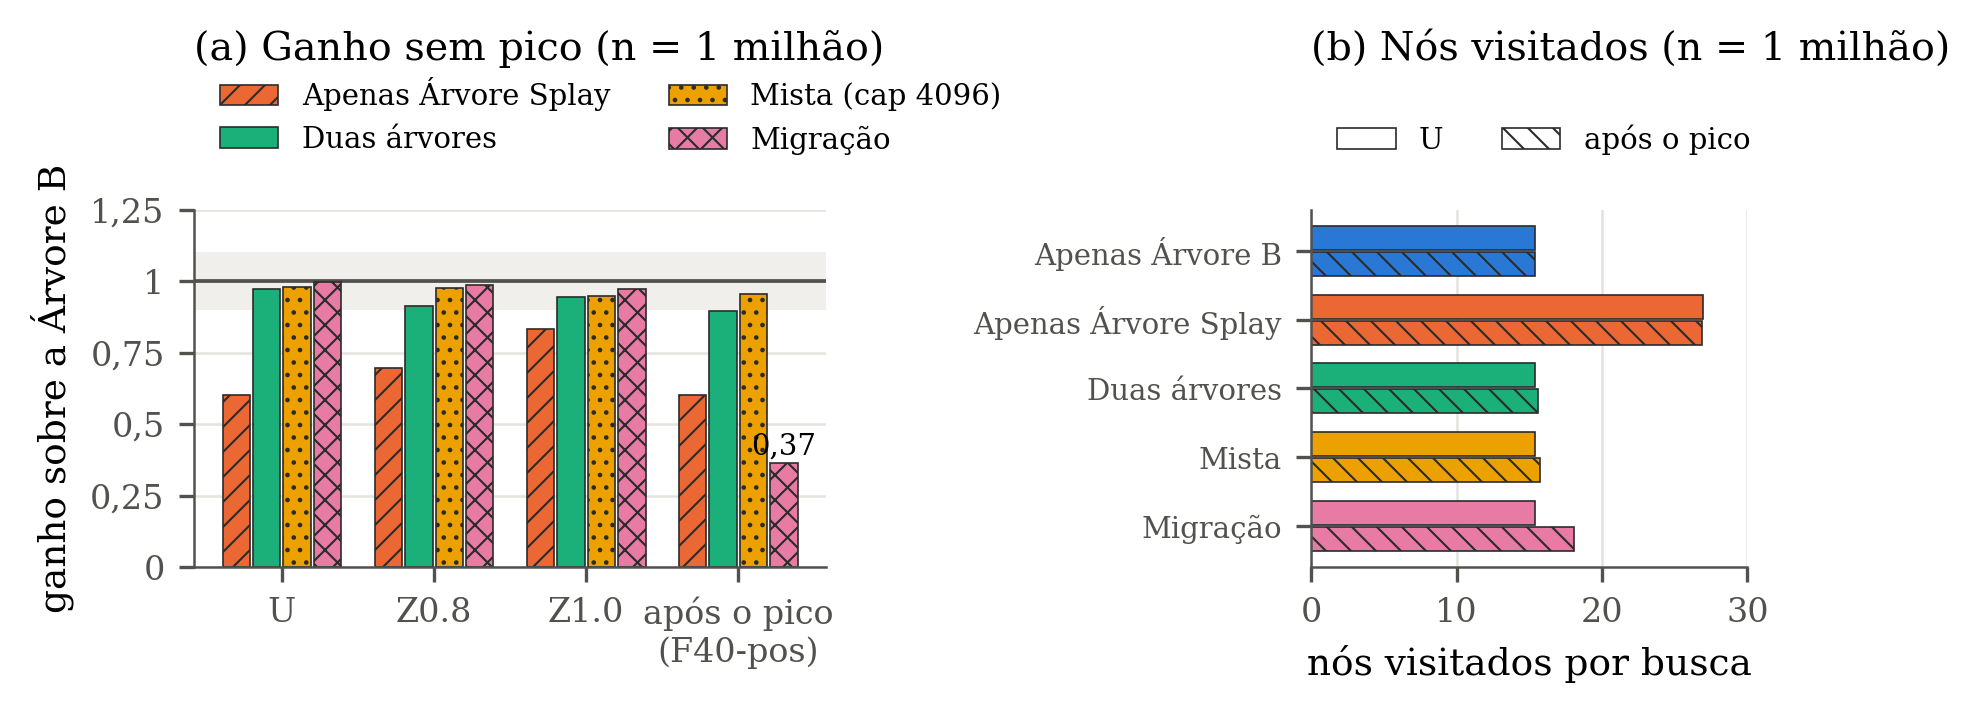 (a) Ganho sem pico (n = 1 milhão)
Apenas Árvore Splay
Duas árvores
Mista (cap 4096)
Migração
ganho sobre a Árvore B
1,25
1
0,75
0,5
0,25
0
0,37
U
Z0.8
Z1.0
após o pico
(F40-pos)
(b) Nós visitados (n = 1 milhão)
U
após o pico
Apenas Árvore B
Apenas Árvore Splay
Duas árvores
Mista
Migração
0
10
20
30
nós visitados por busca